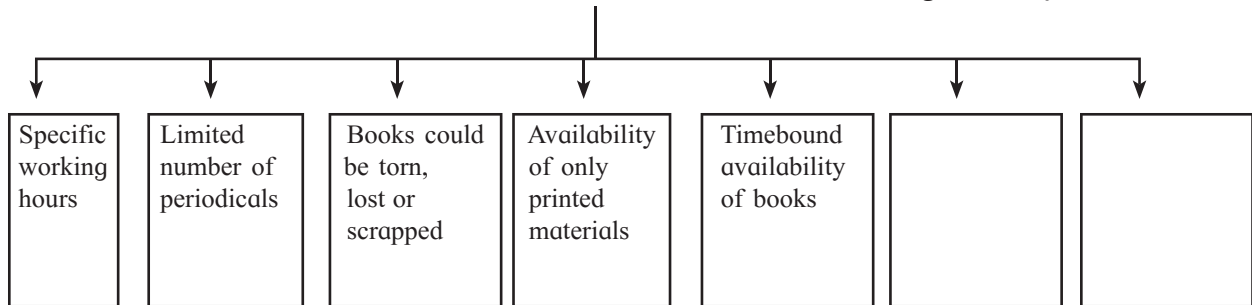 Specific
working
hours
Limited
number of
periodicals
Books could
be torn,
lost or
scrapped
Availability
of only
printed
materials
Timebound
availability
of books